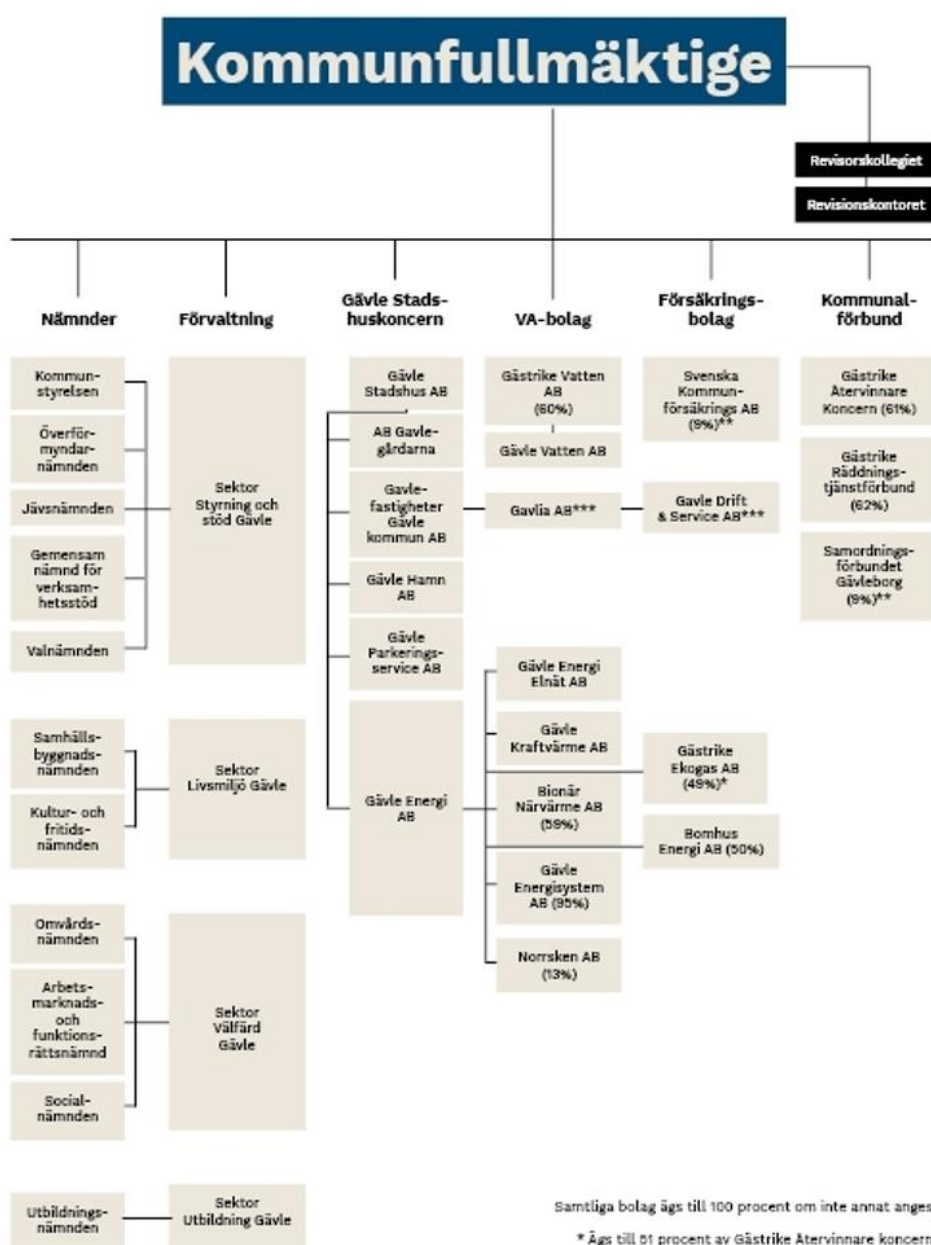 Kommunfullmäktige
Revisorskollegiet
Revisionskontoret
Nämnder
Förvaltning
Gävle Stads-
huskoncern
VA-bolag
Försäkrings-
bolag
Kommunal-
förbund
Kommun-
styrelsen
Överför-
myndar-
nämnden
Jävsnämnden
Gemensam
nämnd för
verksam-
hetsstöd
Valnämnden
Sektor
Styrning och
stöd Gävle
Samhälls-
byggnads-
nämnden
Kultur- och
fritids-
nämnden
Sektor
Livsmiljö Gävle
Omvårds-
nämnden
Arbets-
marknads-
och
funktions-
rättsnämnd
Social-
nämnden
Sektor
Välfärd
Gävle
Utbildnings-
nämnden
Sektor
Utbildning Gävle
Gävle
Stadshus AB
AB Gavle-
gårdarna
Gavle-
fastigheter
Gävle
kommun AB
Gävle Hamn
AB
Gävle
Parkerings-
service AB
Gävle Energi
AB
Gästrike Vatten
AB
(60%)
Gävle Vatten AB
Gavlia AB***
Gävle Energi
Elnät AB
Gävle
Kraftvärme AB
Bionär
Närvärme AB
(59%)
Gävle
Energisystem
AB (95%)
Norrsken AB
(13%)
Svenska
Kommun-
försäkrings AB
(9%)**
Gavle Drift
& Service AB***
Gästrike
Ekogas AB
(49%)*
Bomhus
Energi AB (50%)
Gästrike
Återvinnare
Koncern (61%)
Gästrike
Räddnings-
tjänstförbund
(62%)
Samordnings-
förbundet
Gävleborg
(9%)**
Samtliga bolag ägs till 100 procent om inte annat anges
* Ägs till 51 procent av Gästrike Återvinnare koncern